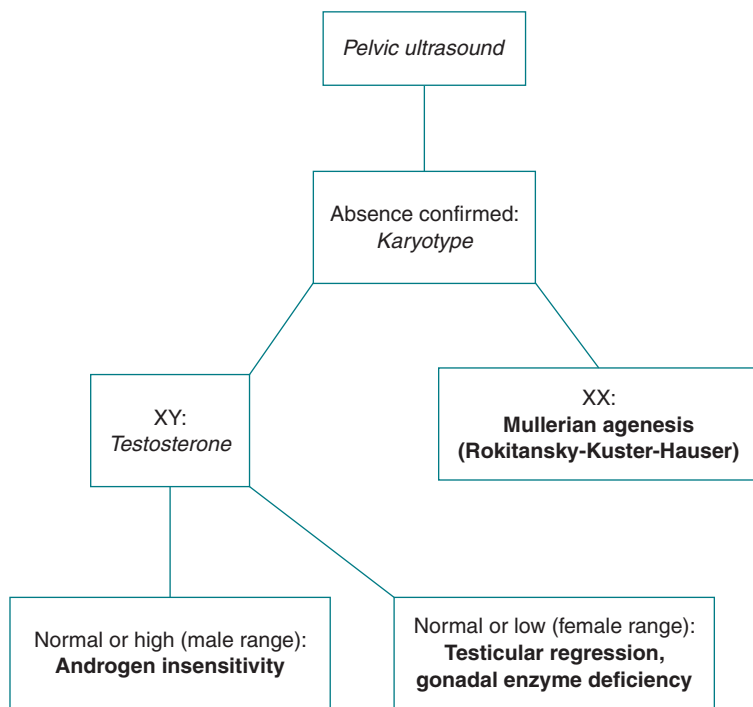 Pelvic ultrasound
Absence confirmed:
Karyotype
XY:
Testosterone
XX:
Mullerian agenesis
(Rokitansky-Kuster-Hauser)
Normal or high (male range):
Androgen insensitivity
Normal or low (female range):
Testicular regression,
gonadal enzyme deficiency